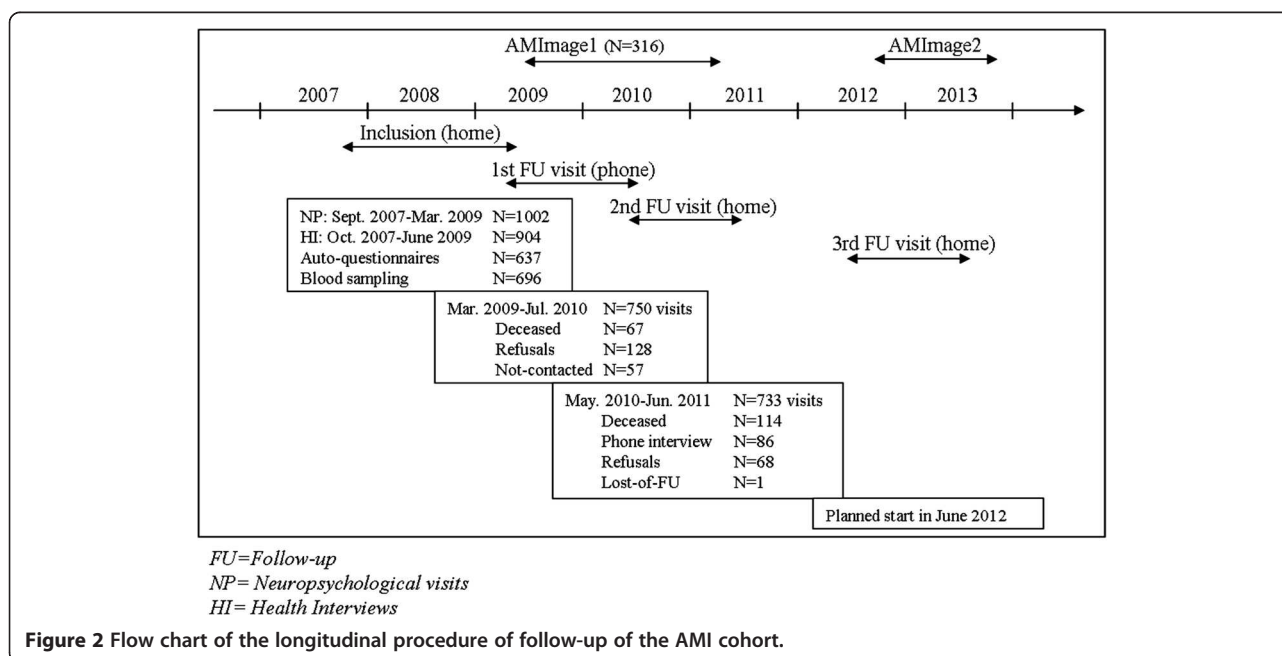 AMImage1 (N=316) AMImage2
2007 2008 2009 2010 2011 2012 2013
Inclusion (home)
1st FU visit (phone)
2nd FU visit (home)
3rd FU visit (home)
NP: Sept. 2007-Mar. 2009 N=1002
HI: Oct. 2007-June 2009 N=904
Auto-questionnaires N=637
Blood sampling N=696
Mar. 2009-Jul. 2010 N=750 visits
Deceased N=67
Refusals N=128
Not-contacted N=57
May. 2010-Jun. 2011 N=733 visits
Deceased N=114
Phone interview N=86
Refusals N=68
Lost-of-FU N=1
Planned start in June 2012
FU=Follow-up
NP= Neuropsychological visits
HI= Health Interviews
Figure 2 Flow chart of the longitudinal procedure of follow-up of the AMI cohort.